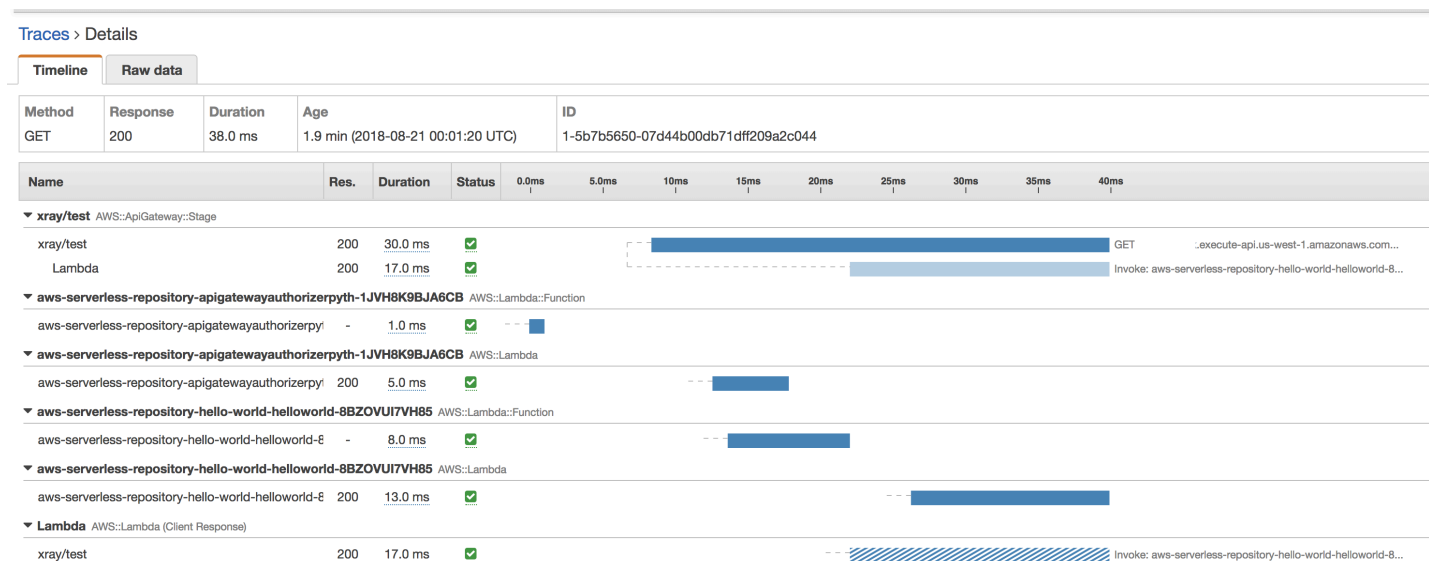 Traces > Details
Timeline Raw data
Method Response Duration Age ID
GET 200 38.0 ms 1.9 min (2018-08-21 00:01:20 UTC) 1-5b7b5650-07d44b00db71dff209a2c044
Name Res. Duration Status 0.0ms 5.0ms 10ms 15ms 20ms 25ms 30ms 35ms 40ms
xray/test AWS::ApiGateway::Stage
xray/test 200 30.0 ms GET .execute-api.us-west-1.amazonaws.com...
Lambda 200 17.0 ms Invoke: aws-serverless-repository-hello-world-helloworld-8...
aws-serverless-repository-apigatewayauthorizerpyth-1JVH8K9BJA6CB AWS::Lambda::Function
aws-serverless-repository-apigatewayauthorizerpyt - 1.0 ms
aws-serverless-repository-apigatewayauthorizerpyth-1JVH8K9BJA6CB AWS::Lambda
aws-serverless-repository-apigatewayauthorizerpyt 200 5.0 ms
aws-serverless-repository-hello-world-helloworld-8BZOVUI7VH85 AWS::Lambda::Function
aws-serverless-repository-hello-world-helloworld-8 - 8.0 ms
aws-serverless-repository-hello-world-helloworld-8BZOVUI7VH85 AWS::Lambda
aws-serverless-repository-hello-world-helloworld-8 200 13.0 ms
Lambda AWS::Lambda (Client Response)
xray/test 200 17.0 ms Invoke: aws-serverless-repository-hello-world-helloworld-8...